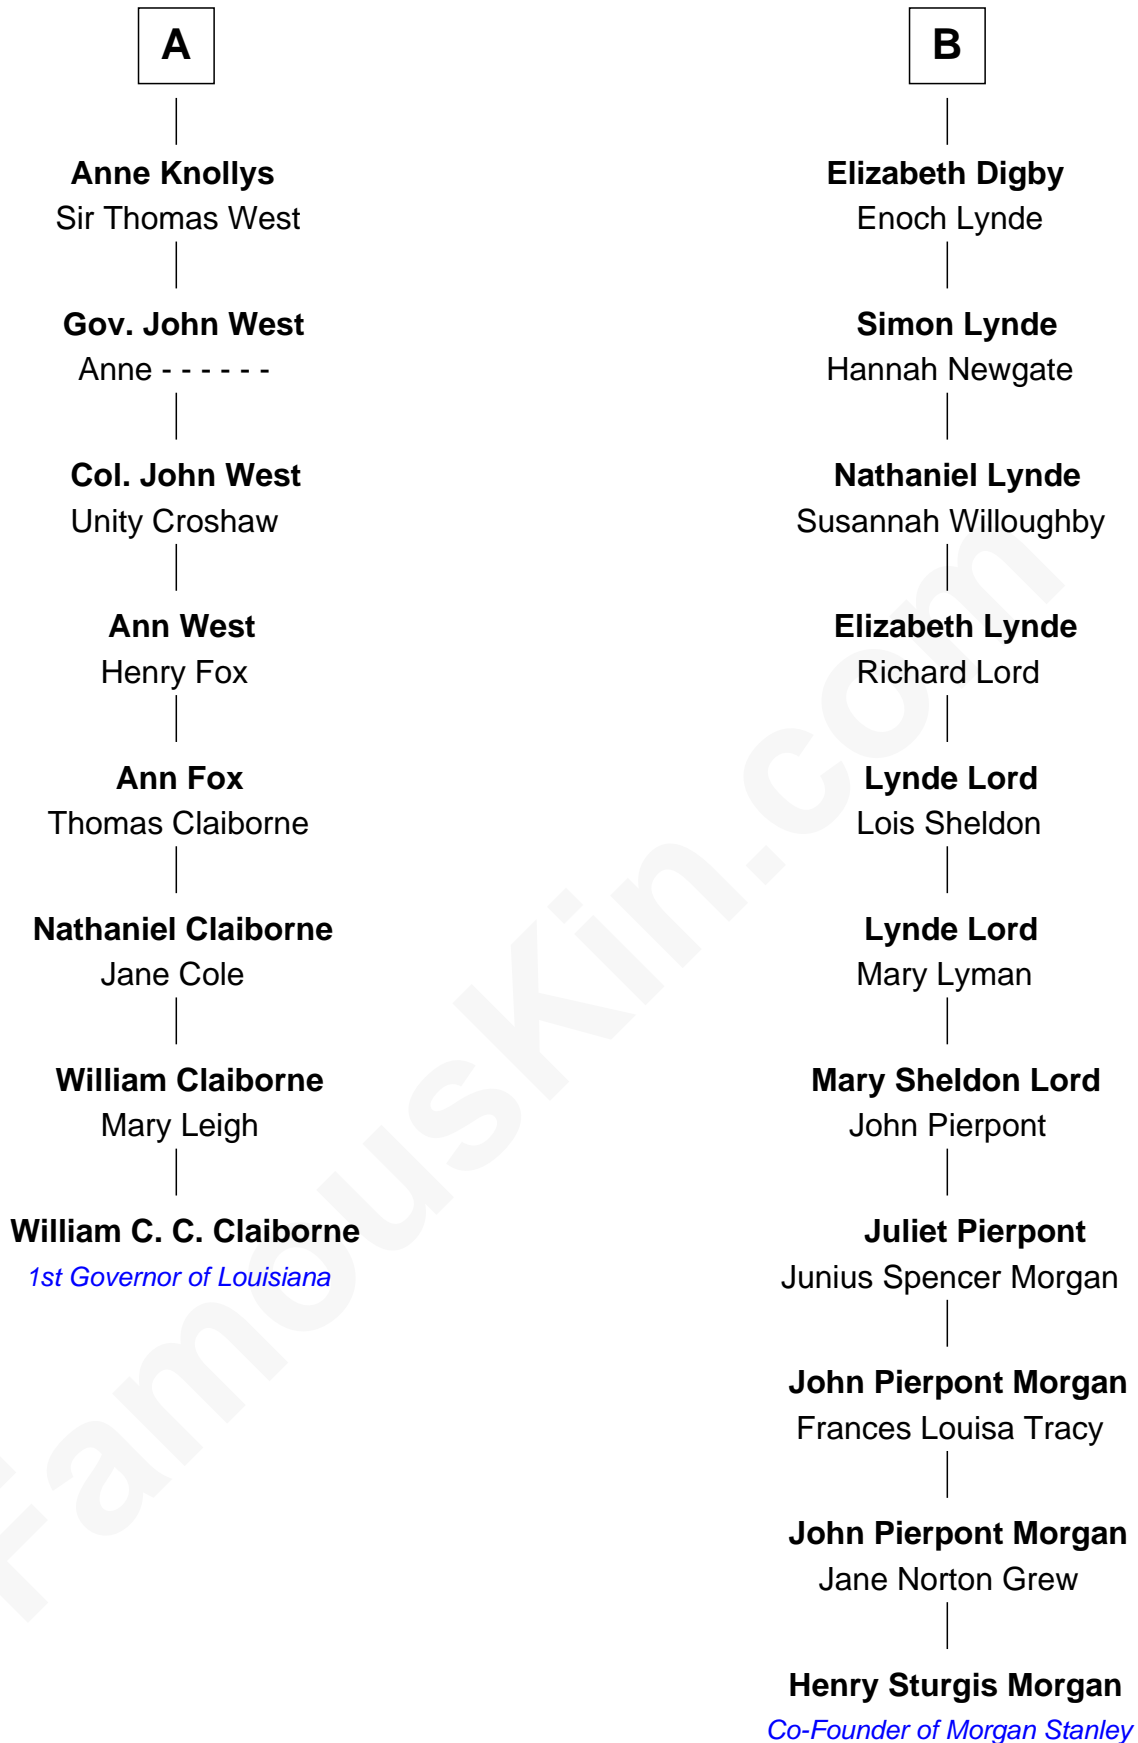 A
Anne Knollys
Sir Thomas West
Gov. John West
Anne - - - - - -
Col. John West
Unity Croshaw
Ann West
Henry Fox
Ann Fox
Thomas Claiborne
Nathaniel Claiborne
Jane Cole
William Claiborne
Mary Leigh
William C. C. Claiborne
1st Governor of Louisiana
B
Elizabeth Digby
Enoch Lynde
Simon Lynde
Hannah Newgate
Nathaniel Lynde
Susannah Willoughby
Elizabeth Lynde
Richard Lord
Lynde Lord
Lois Sheldon
Lynde Lord
Mary Lyman
Mary Sheldon Lord
John Pierpont
Juliet Pierpont
Junius Spencer Morgan
John Pierpont Morgan
Frances Louisa Tracy
John Pierpont Morgan
Jane Norton Grew
Henry Sturgis Morgan
Co-Founder of Morgan Stanley
FamousKin.com